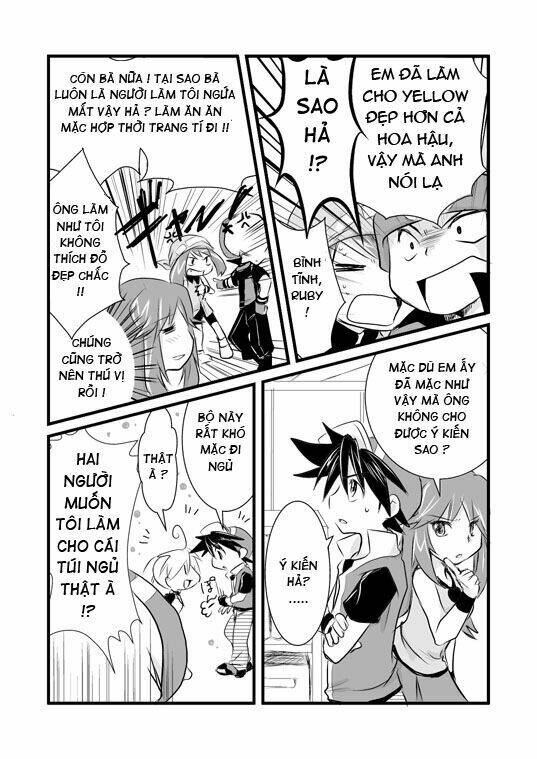 EM ĐÃ LÀM
CHO YELLOW
ĐẸP HƠN CẢ
HOA HẬU,
VẬY MÀ ANH
NÓI LẠ
LÀ
SAO
HẢ
!?
BÌNH
TĨNH,
RUBY!
CÒN BÀ NỮA! TẠI SAO BÀ
LUÔN LÀ NGƯỜI LÀM TÔI NGỨA
MẮT VẬY HẢ? LĂM ĂN ĂN
MẶC HỢP THỜI TRANG TÍ ĐI!!
ÔNG LÀM
NHƯ TÔI
KHÔNG
THÍCH ĐỒ
ĐẸP CHẮC
!!
CHÚNG
CŨNG TRỞ
NÊN THÚ VỊ
RỒI!
MẶC DÙ EM ẤY
ĐÃ MẶC NHƯ
VẬY MÀ ÔNG
KHÔNG CHO
ĐƯỢC Ý KIẾN
SAO?
Ý KIẾN
HẢ?
.....
BỘ NÀY
RẤT KHÓ
MẶC ĐI
NGỦ
THẬT
À?
HAI
NGƯỜI
MUỐN
TÔI LÀM
CHO CÁI
TÚI NGỦ
THẬT À
!?